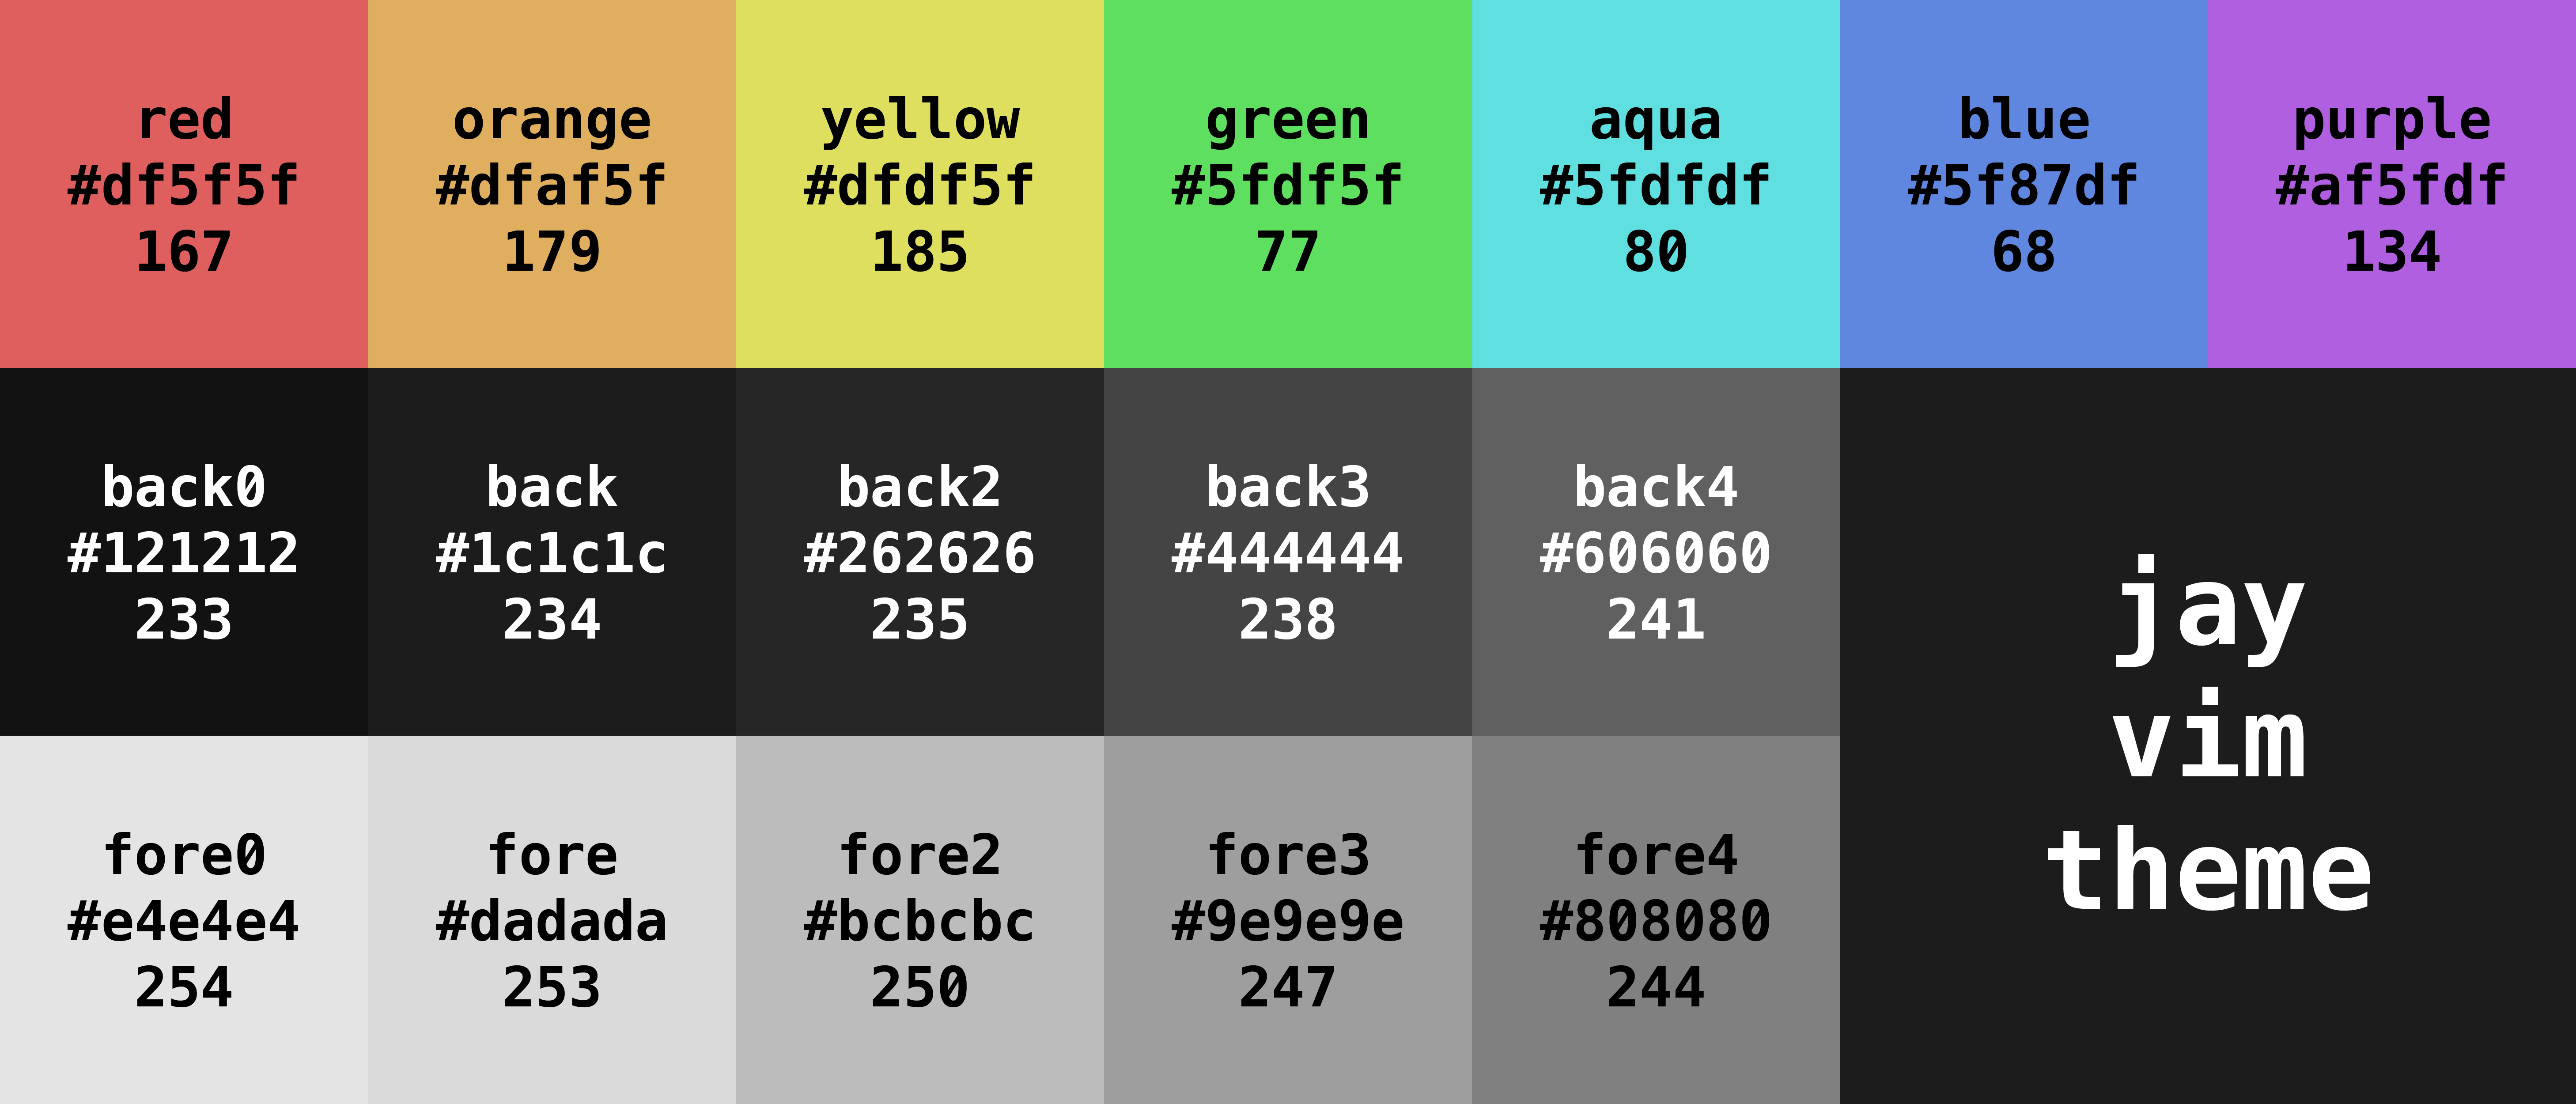 red
#df5f5f
167
orange
#dfaf5f
179
yellow
#dfdf5f
185
green
#5fdf5f
77
aqua
#5fdfdf
80
blue
#5f87df
68
purple
#af5fdf
134
back0
#121212
233
back
#1c1c1c
234
back2
#262626
235
back3
#444444
238
back4
#606060
241
fore0
#e4e4e4
254
fore
#dadada
253
fore2
#bcbcbc
250
fore3
#9e9e9e
247
fore4
#808080
244
jay
vim
theme